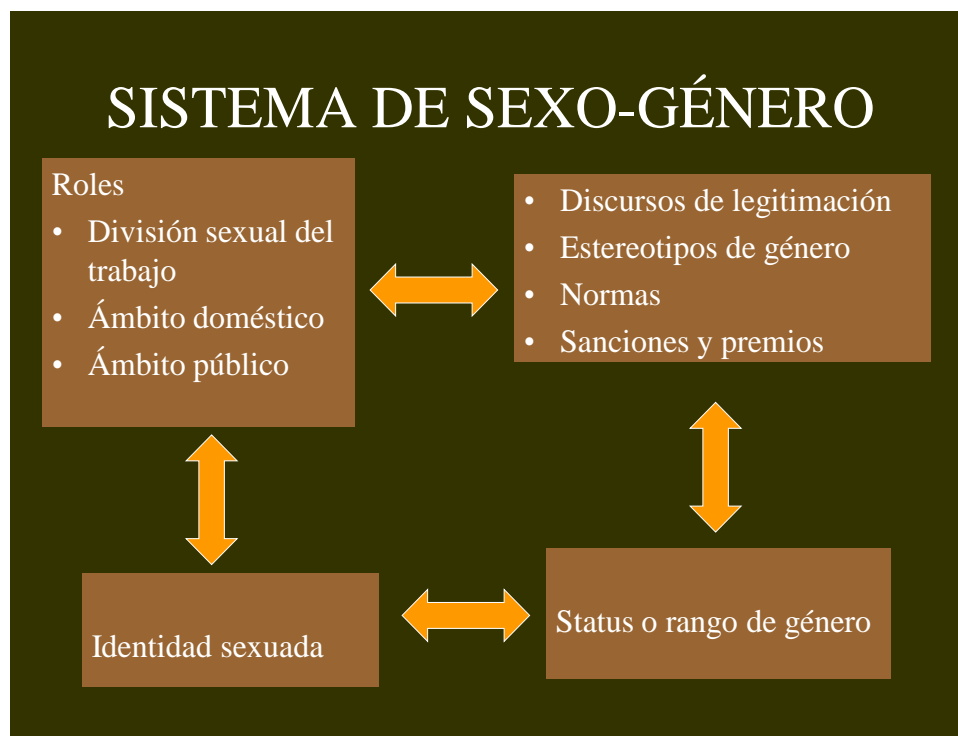 SISTEMA DE SEXO-GÉNERO
Roles
• División sexual del
trabajo
• Ámbito doméstico
• Ámbito público
• Discursos de legitimación
• Estereotipos de género
• Normas
• Sanciones y premios
Identidad sexuada
Status o rango de género